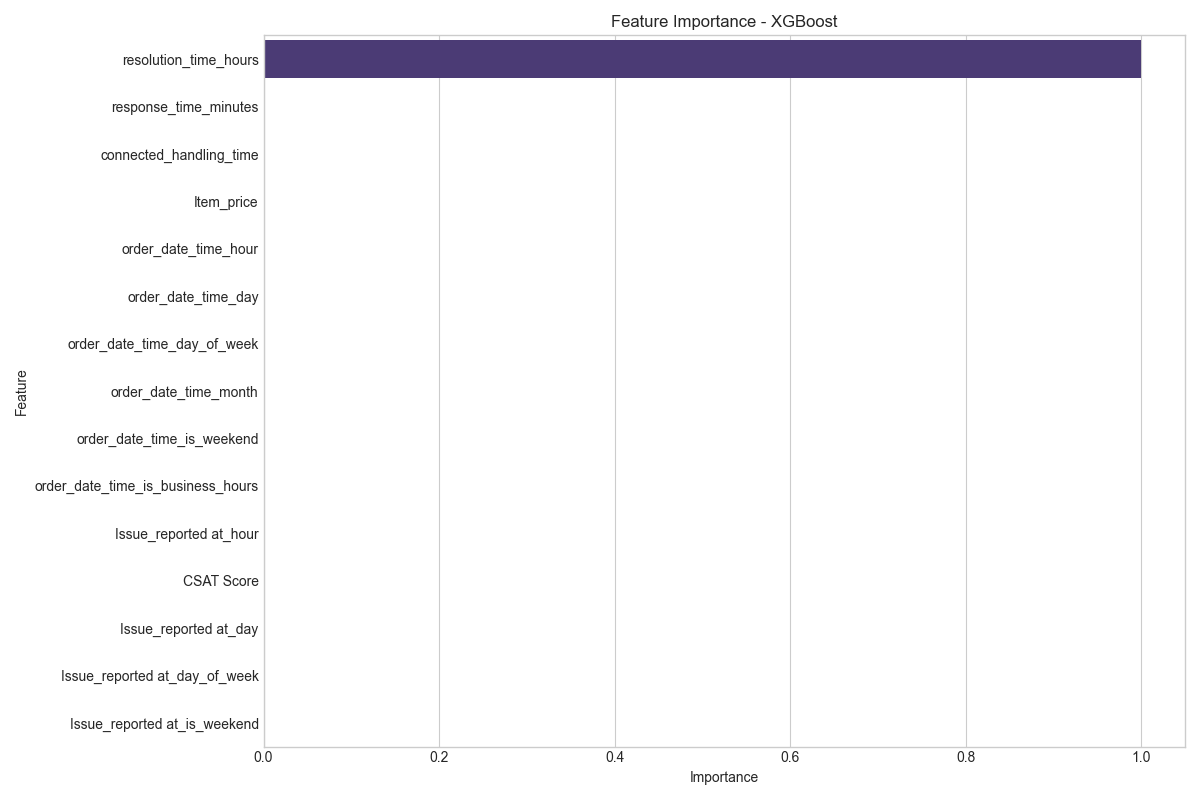 Feature Importance - XGBoost
resolution_time_hours
response_time_minutes
connected_handling_time
Item_price
order_date_time_hour
order_date_time_day
order_date_time_day_of_week
order_date_time_month
order_date_time_is_weekend
order_date_time_is_business_hours
Issue_reported at_hour
CSAT Score
Issue_reported at_day
Issue_reported at_day_of_week
Issue_reported at_is_weekend
Feature
0.0 0.2 0.4 0.6 0.8 1.0
Importance